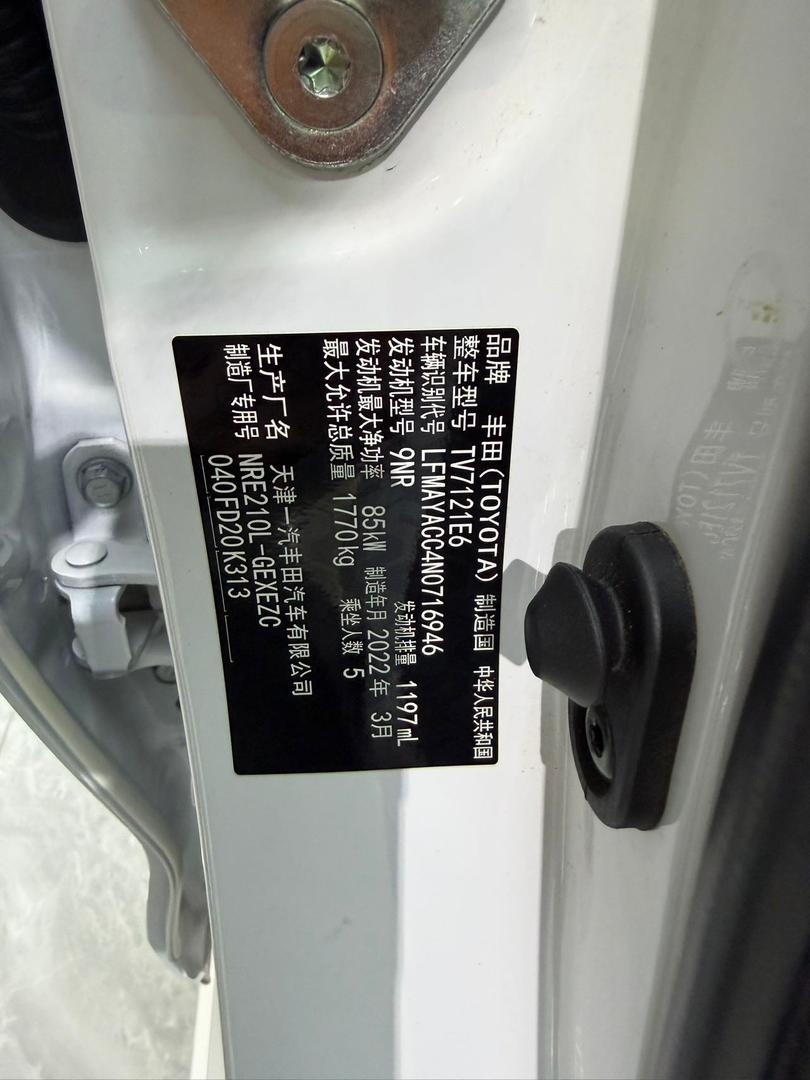 品牌 丰田(TOYOTA) 制造国 中华人民共和国
整车型号 TV7121E6
车辆识别代号 LFMAYACC4N0716946
发动机型号 9NR 发动机排量 1197mL
发动机最大净功率 85kW 制造年月 2022年 3月
最大允许总质量 1770kg 乘坐人数 5
生产厂名 天津一汽丰田汽车有限公司
制造厂专用号 NRE210L-GEXEZC
040FD20K313